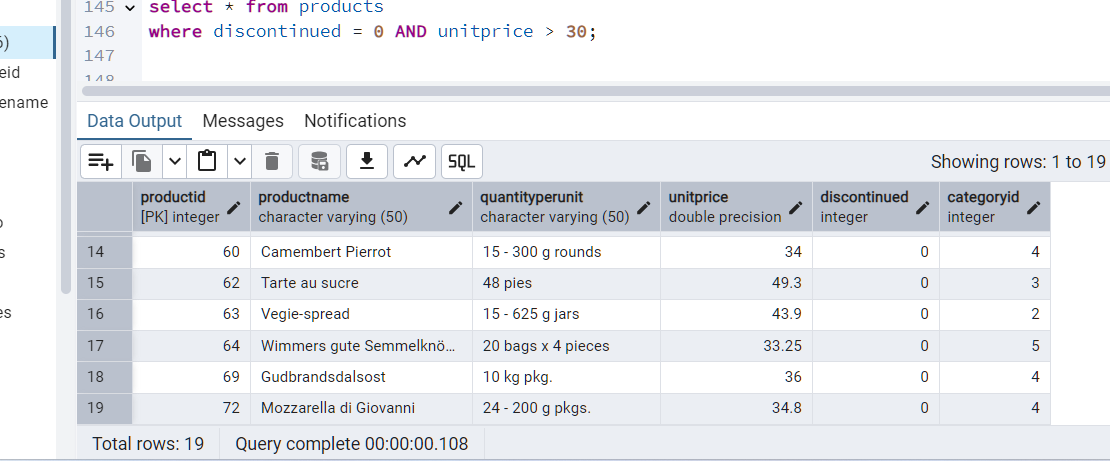 145 select * from products
6)
146 where discontinued = 0 AND unitprice > 30;
147
eid
148
ename
Data Output Messages Notifications
SQL Showing rows: 1 to 19
productid productname quantityperunit unitprice discontinued categoryid
[PK] integer character varying (50) character varying (50) double precision integer integer
14 60 Camembert Pierrot 15 - 300 g rounds 34 0 4
15 62 Tarte au sucre 48 pies 49.3 0 3
s
16 63 Vegie-spread 15 - 625 g jars 43.9 0 2
es
17 64 Wimmers gute Semmelknö... 20 bags x 4 pieces 33.25 0 5
18 69 Gudbrandsdalsost 10 kg pkg. 36 0 4
19 72 Mozzarella di Giovanni 24 - 200 g pkgs. 34.8 0 4
Total rows: 19 Query complete 00:00:00.108